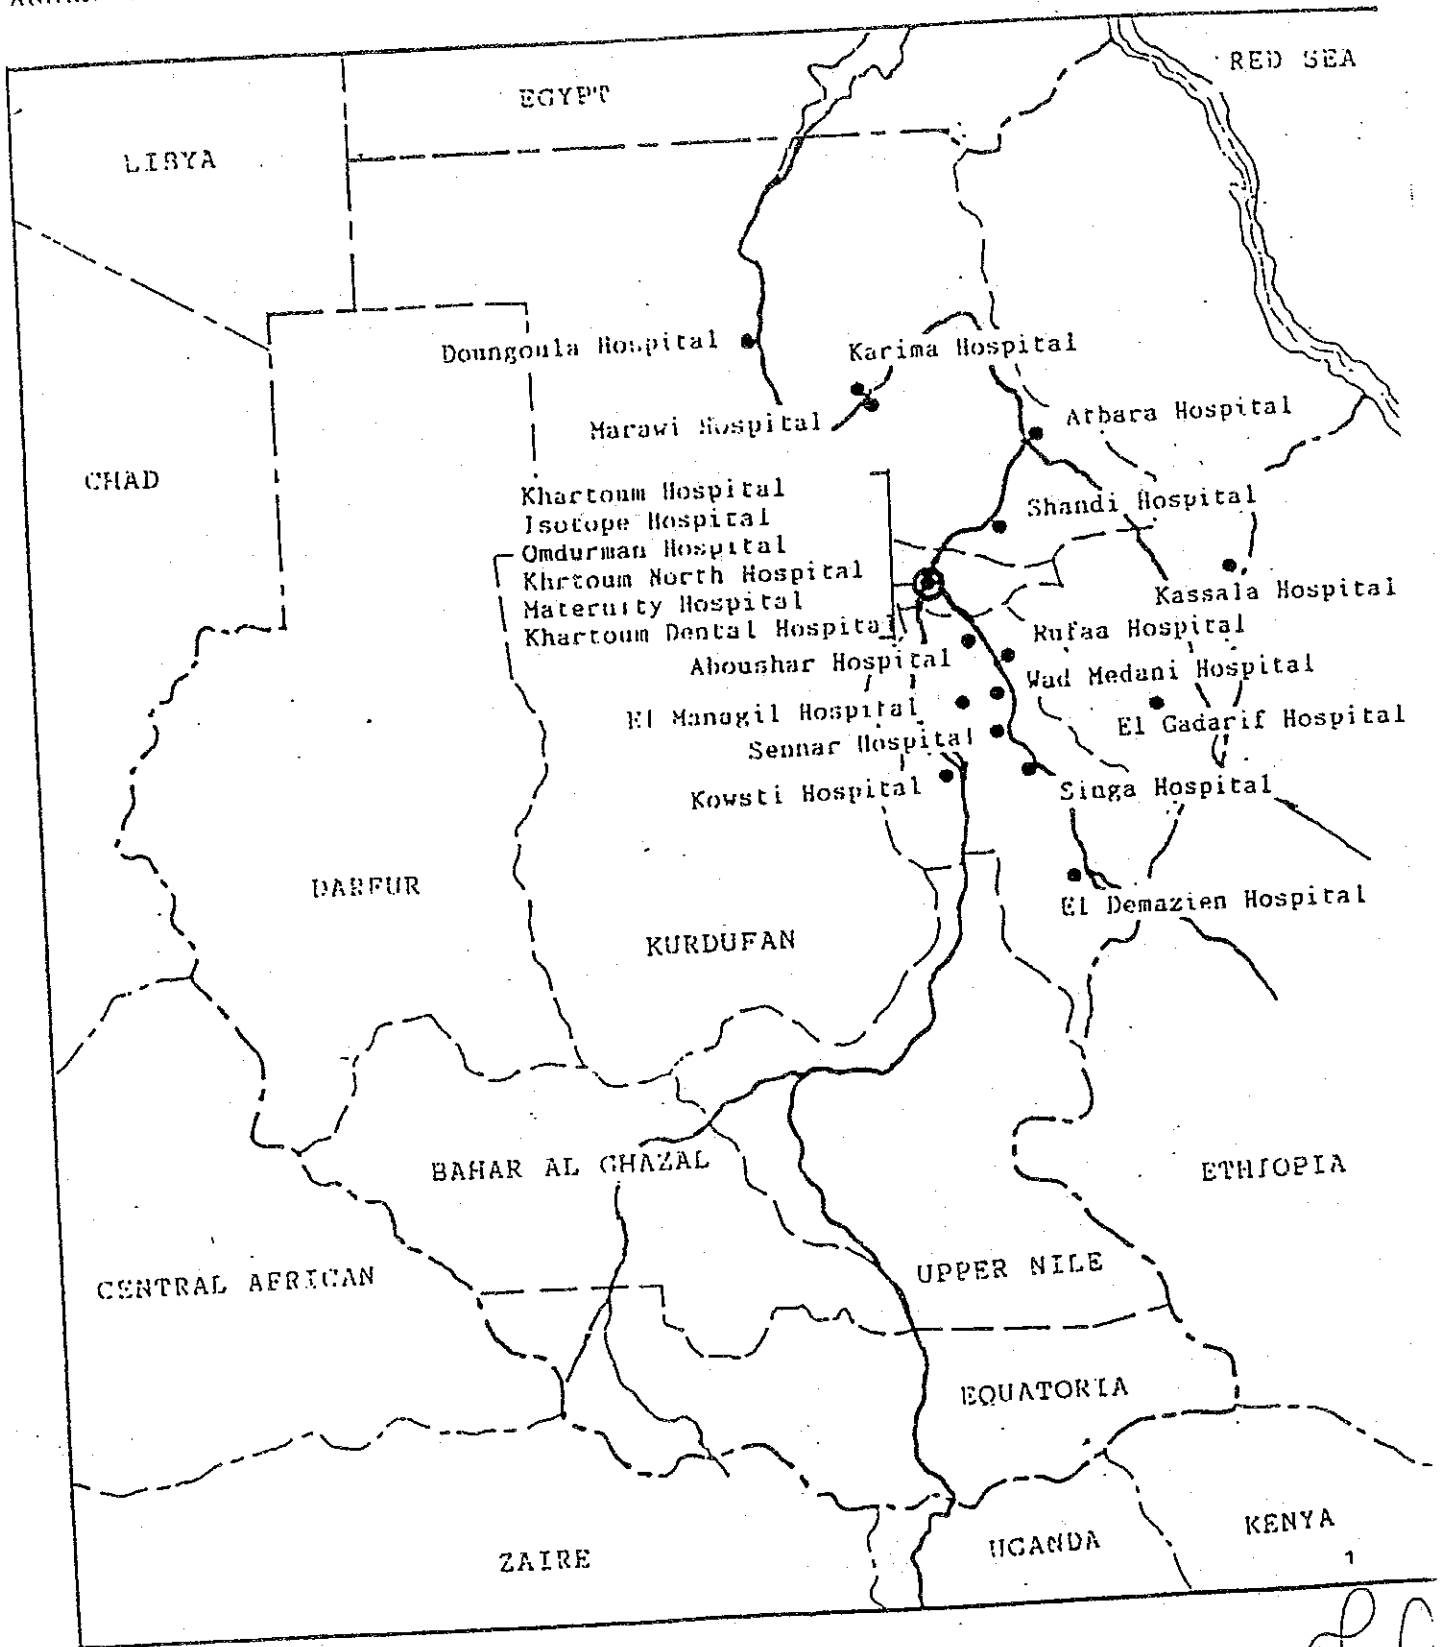 RED SEA
EGYPT
LIBYA
Doungoula Hospital
Karima Hospital
Marawi Hospital
Atbara Hospital
CHAD
Khartoum Hospital
Isotope Hospital
Omdurman Hospital
Khrtoum North Hospital
Maternity Hospital
Khartoum Dental Hospital
Shandi Hospital
Kassala Hospital
Rufaa Hospital
Aboushar Hospital
Wad Medani Hospital
El Managil Hospital
El Gadarif Hospital
Sennar Hospital
Kowsti Hospital
Singa Hospital
DARFUR
El Demazien Hospital
KURDUFAN
BAHAR AL GHAZAL
ETHIOPIA
CENTRAL AFRICAN
UPPER NILE
EQUATORIA
ZAIRE
UGANDA
KENYA
1